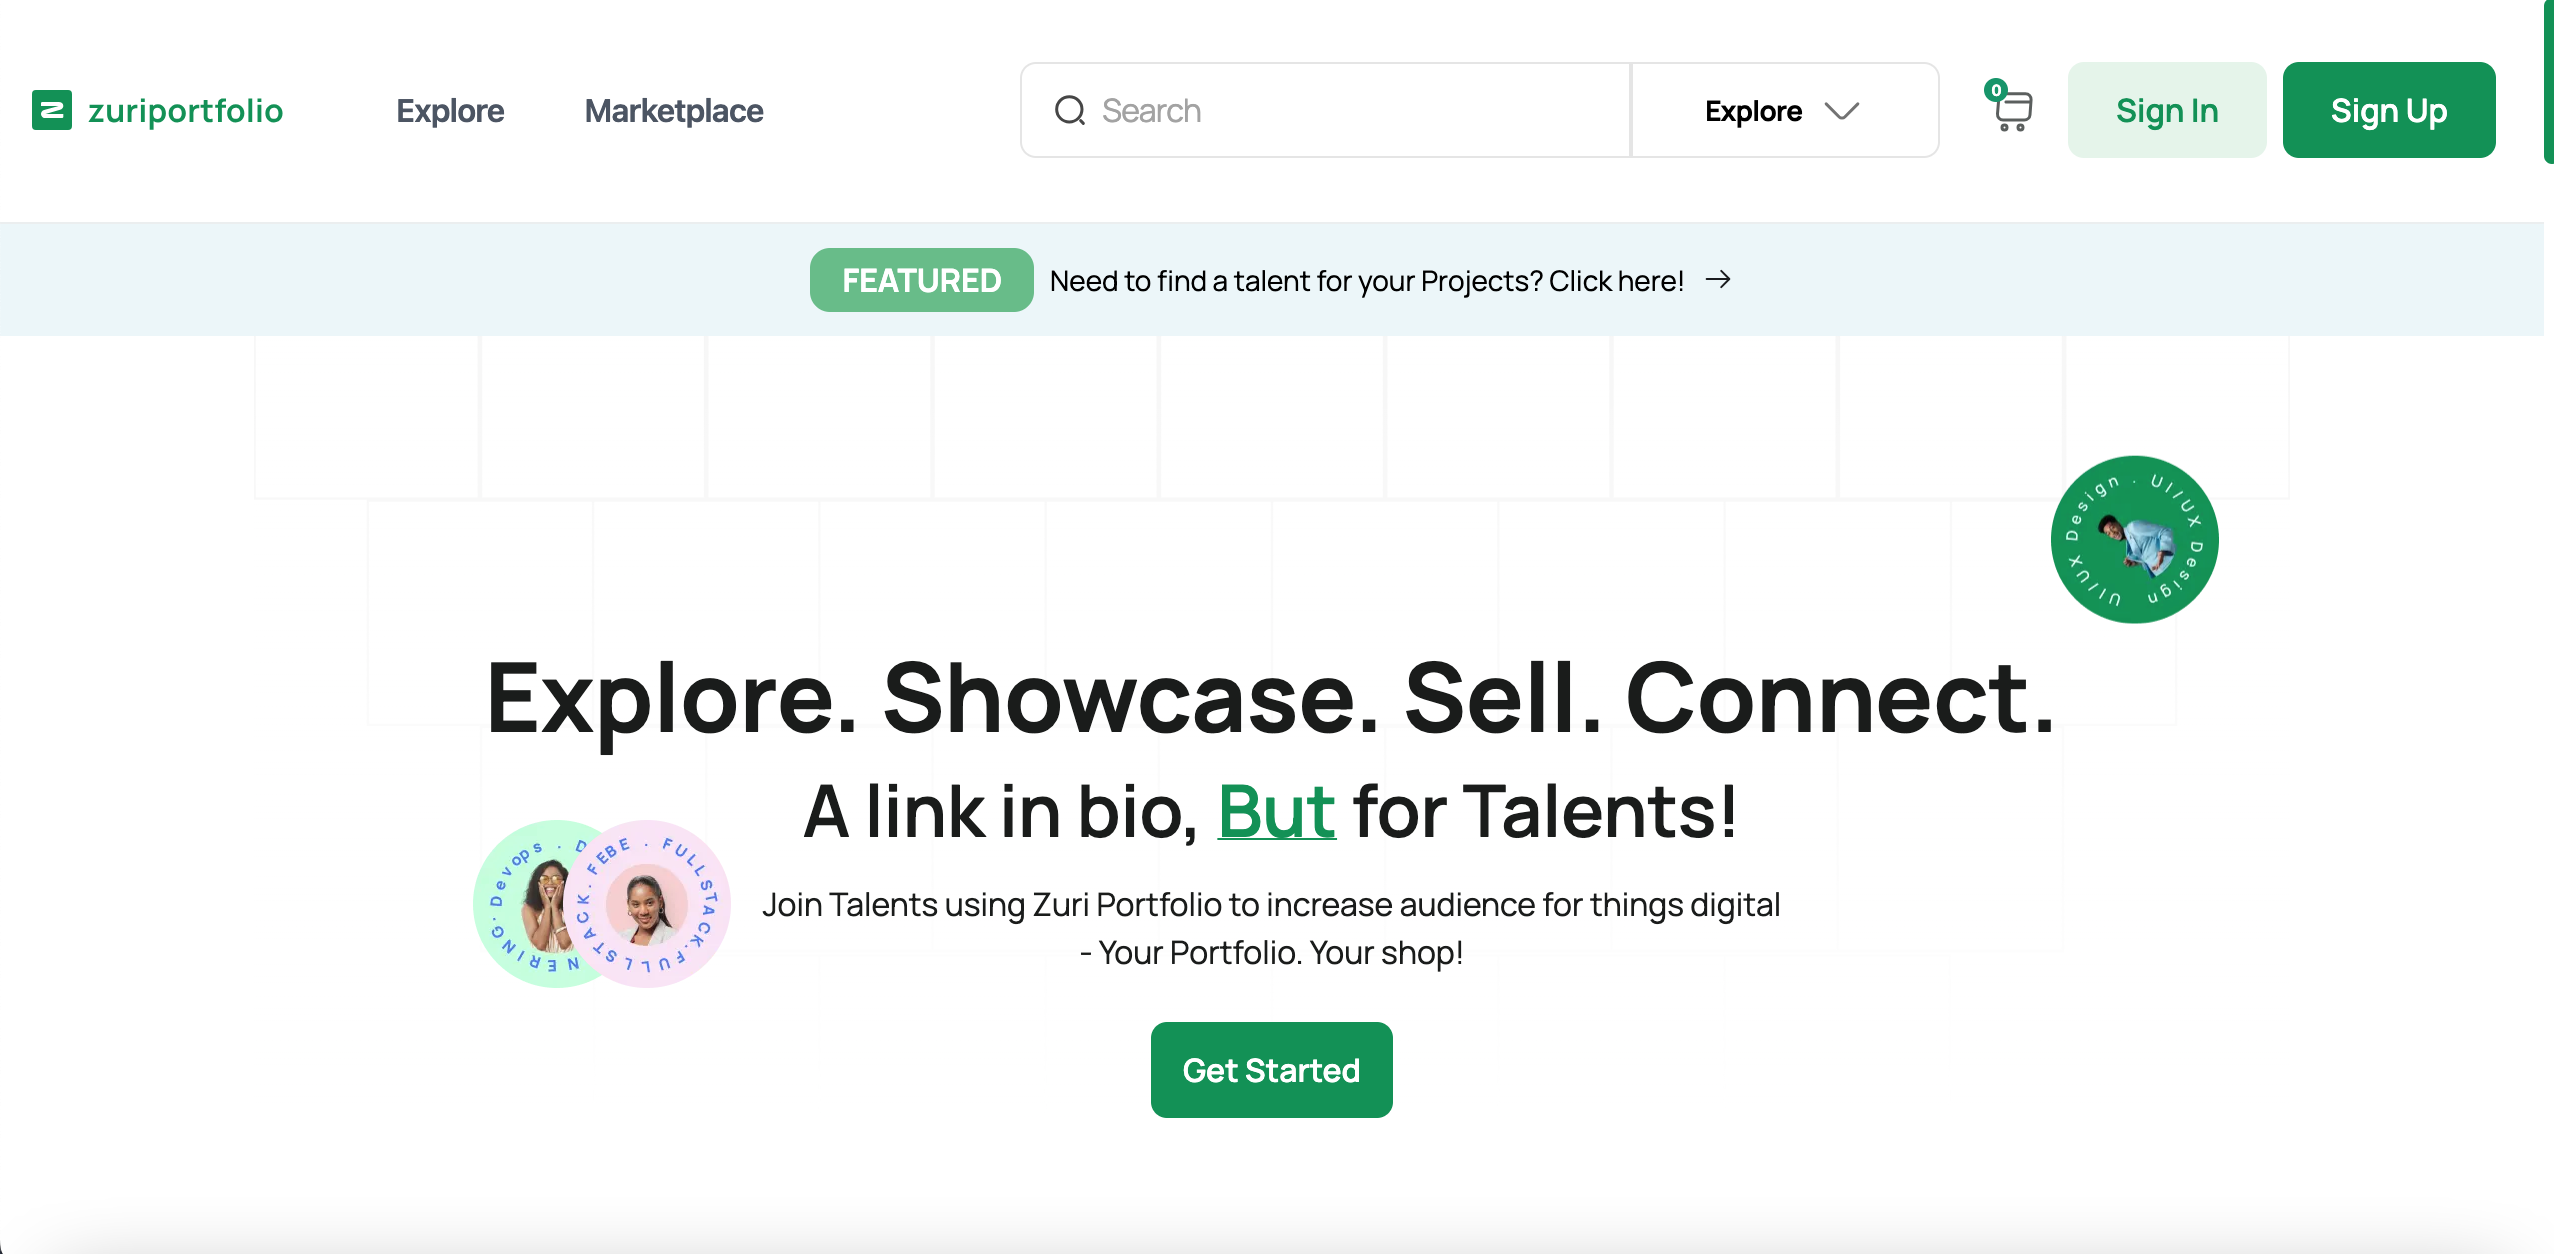 zuriportfolio
Explore
Marketplace
Search
Explore
0
Sign In
Sign Up
FEATURED Need to find a talent for your Projects? Click here! →
UI/UX Design . UI/UX Design
Explore. Showcase. Sell. Connect.
A link in bio, But for Talents!
NERING. Devops . D
FEBE . FULLSTACK.FULLSTACK.
Join Talents using Zuri Portfolio to increase audience for things digital
- Your Portfolio. Your shop!
Get Started